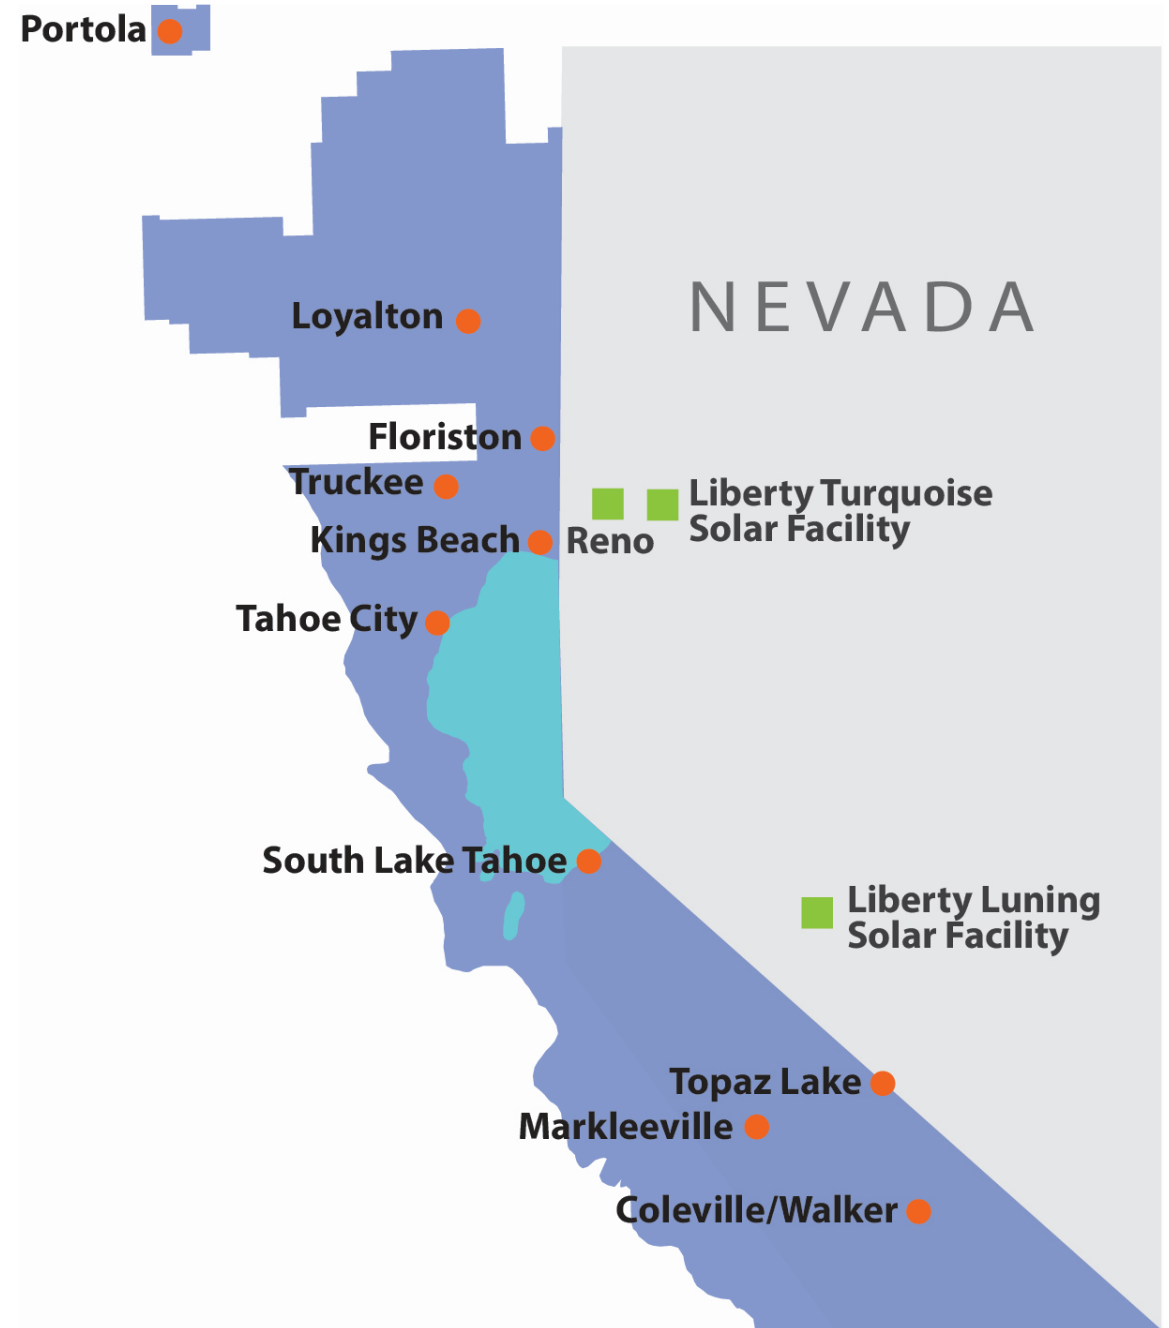 Portola
NEVADA
Loyalton
Floriston
Truckee
Liberty Turquoise
Solar Facility
Kings Beach
Reno
Tahoe City
South Lake Tahoe
Liberty Luning
Solar Facility
Topaz Lake
Markleeville
Coleville/Walker